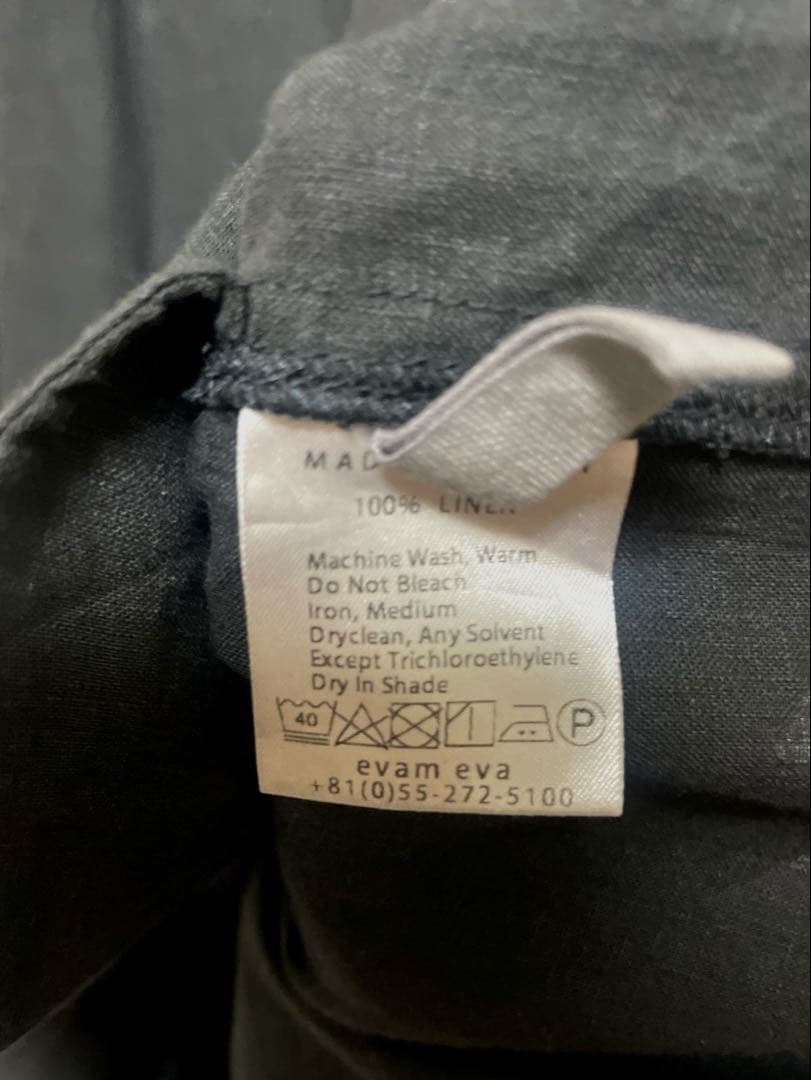 100% LINEN
Machine Wash, Warm
Do Not Bleach
Iron, Medium
Dryclean, Any Solvent
Except Trichloroethylene
Dry In Shade
40 P
evam eva
+81(0)55-272-5100